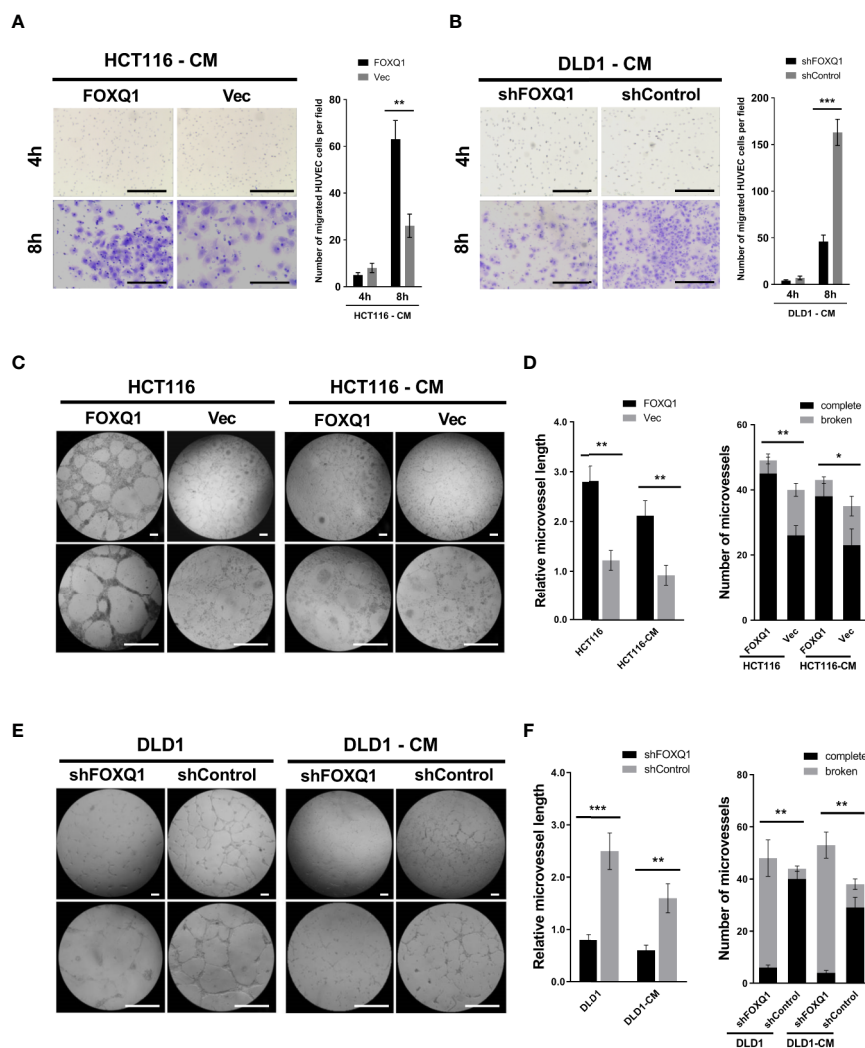 A
HCT116 - CM
FOXQ1 Vec
4h
8h
FOXQ1
Vec
Number of migrated HUVEC cells per field
80
60
40
20
0
**
4h 8h
HCT116 - CM
B
DLD1 - CM
shFOXQ1 shControl
4h
8h
shFOXQ1
shControl
Number of migrated HUVEC cells per field
200
150
100
50
0
***
4h 8h
DLD1 - CM
C
HCT116 HCT116 - CM
FOXQ1 Vec FOXQ1 Vec
D
FOXQ1
Vec
Relative microvessel length
4.0
3.0
2.0
1.0
0.0
**
**
HCT116 HCT116-CM
complete
broken
Number of microvessels
60
40
20
0
**
*
FOXQ1 Vec FOXQ1 Vec
HCT116 HCT116-CM
E
DLD1 DLD1 - CM
shFOXQ1 shControl shFOXQ1 shControl
F
shFOXQ1
shControl
Relative microvessel length
4.0
3.0
2.0
1.0
0.0
***
**
DLD1 DLD1-CM
complete
broken
Number of microvessels
80
60
40
20
0
**
**
shFOXQ1 shControl shFOXQ1 shControl
DLD1 DLD1-CM